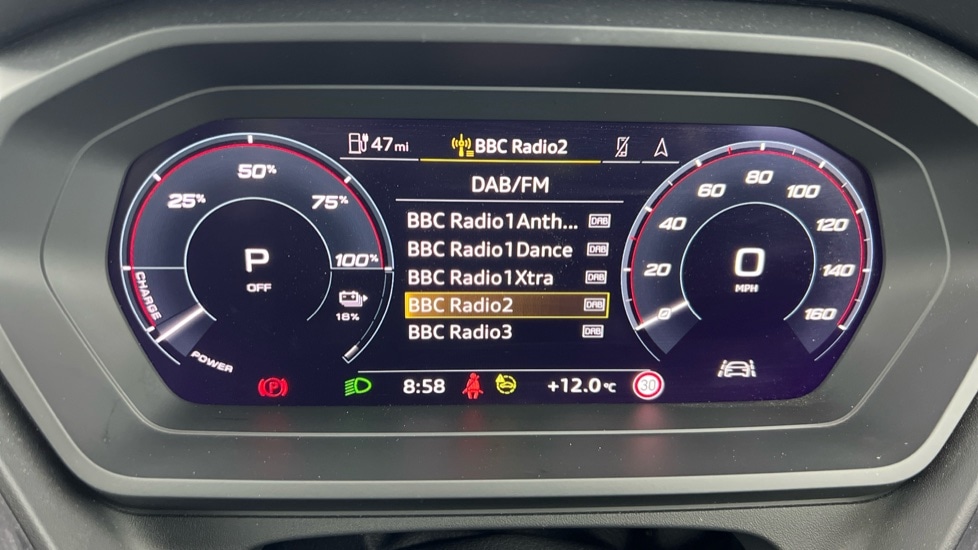 47mi
BBC Radio2
DAB/FM
BBC Radio1Anth... DAB
BBC Radio1Dance DAB
BBC Radio1Xtra DAB
BBC Radio2 DAB
BBC Radio3 DAB
25%
50%
75%
100%
CHARGE
POWER
P
OFF
18%
0
20
40
60
80
100
120
140
160
0
MPH
(P)
8:58
+12.0°C
30